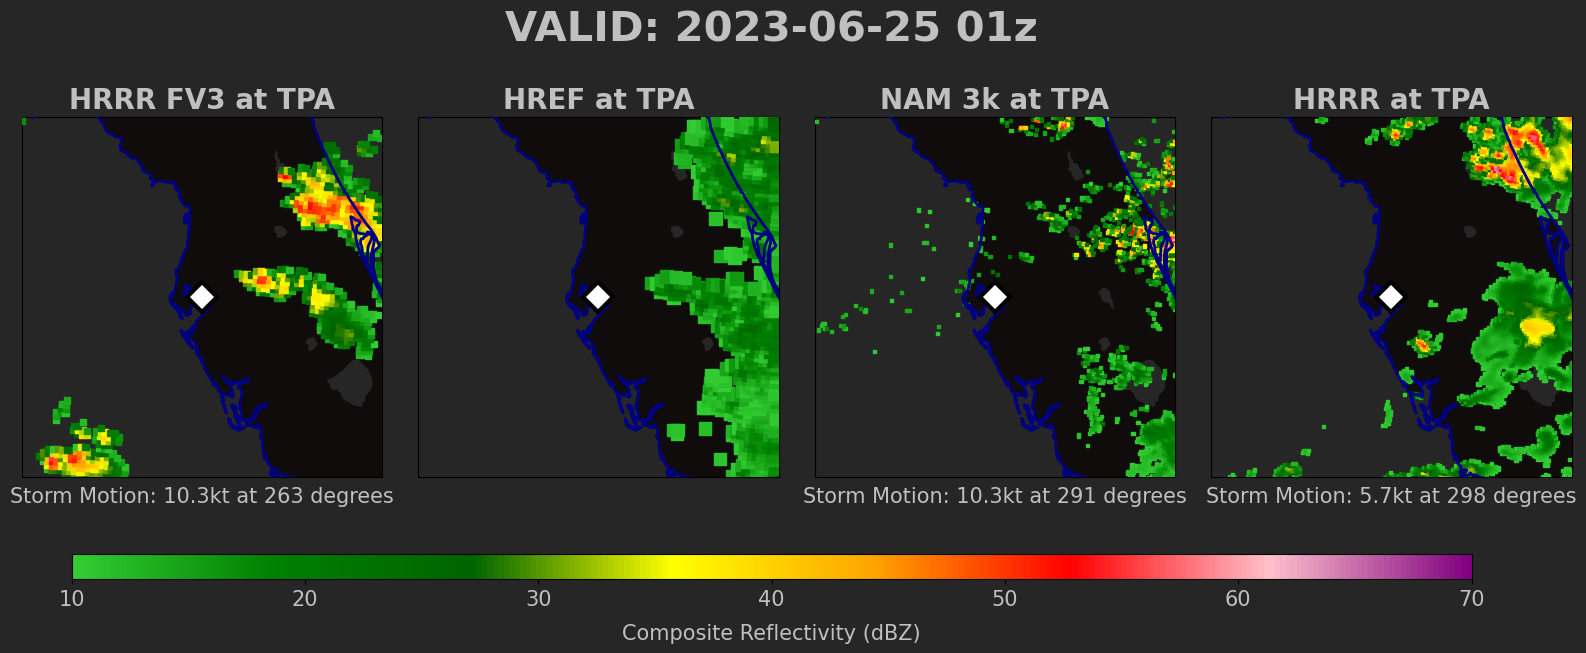 VALID: 2023-06-25 01z
HRRR FV3 at TPA
HREF at TPA
NAM 3k at TPA
HRRR at TPA
Storm Motion: 10.3kt at 263 degrees
Storm Motion: 10.3kt at 291 degrees
Storm Motion: 5.7kt at 298 degrees
10 20 30 40 50 60 70
Composite Reflectivity (dBZ)